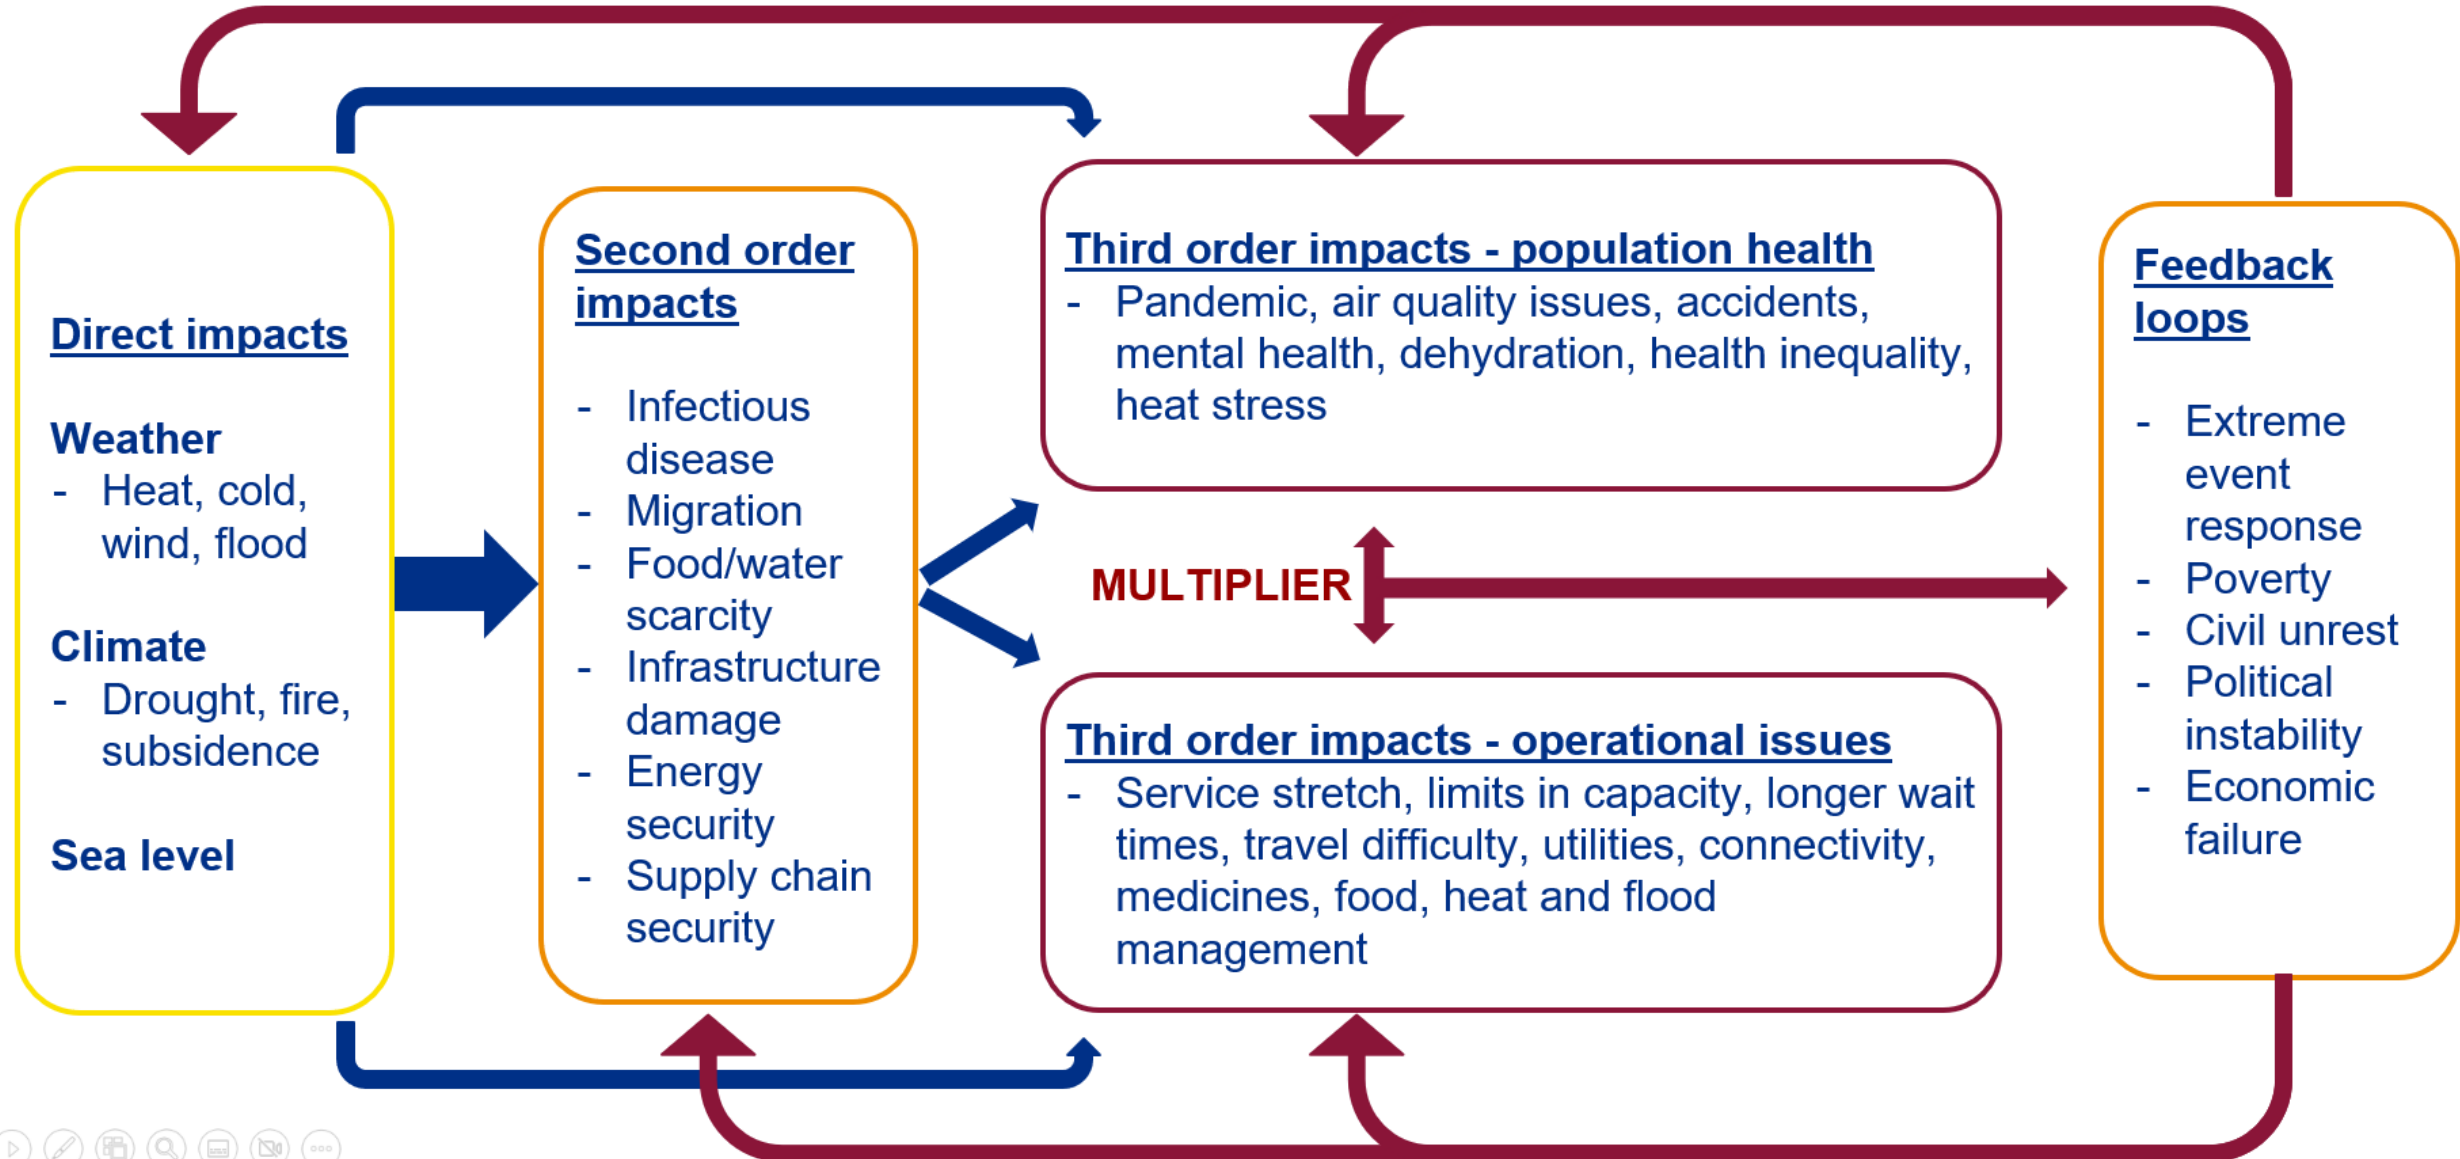 Direct impacts
Weather
- Heat, cold,
wind, flood
Climate
- Drought, fire,
subsidence
Sea level
Second order
impacts
- Infectious
disease
- Migration
- Food/water
scarcity
- Infrastructure
damage
- Energy
security
- Supply chain
security
Third order impacts - population health
- Pandemic, air quality issues, accidents,
mental health, dehydration, health inequality,
heat stress
MULTIPLIER
Third order impacts - operational issues
- Service stretch, limits in capacity, longer wait
times, travel difficulty, utilities, connectivity,
medicines, food, heat and flood
management
Feedback
loops
- Extreme
event
response
- Poverty
- Civil unrest
- Political
instability
- Economic
failure